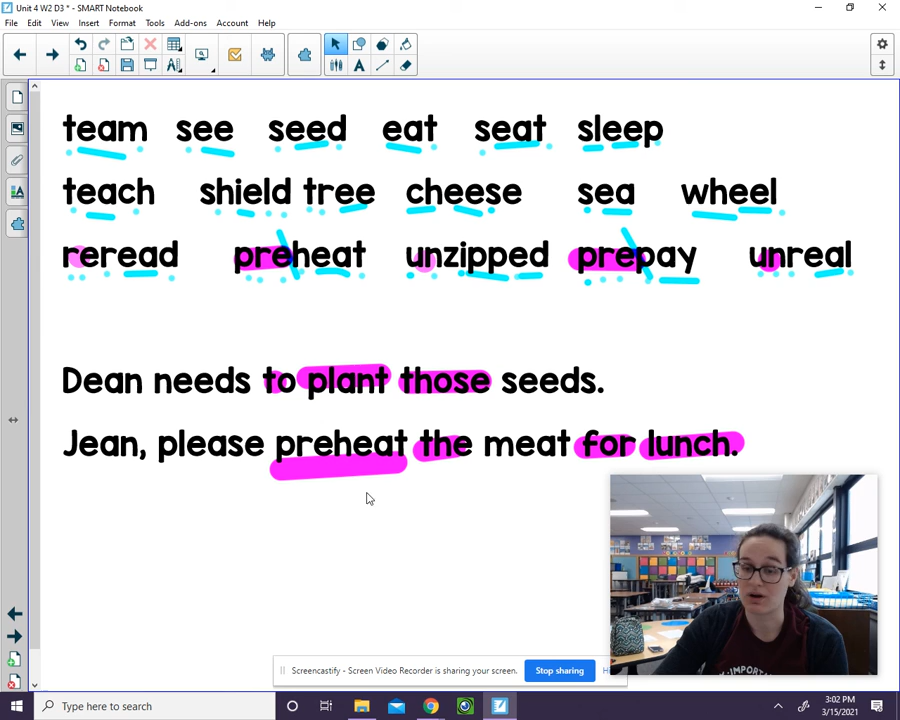 Unit 4 W2 D3 * - SMART Notebook
File Edit View Insert Format Tools Add-ons Account Help
team see seed eat seat sleep
teach shield tree cheese sea wheel
reread preheat unzipped prepay unreal
Dean needs to plant those seeds.
Jean, please preheat the meat for lunch.
Screencastify - Screen Video Recorder is sharing your screen. Stop sharing
Type here to search
3:02 PM
3/15/2021